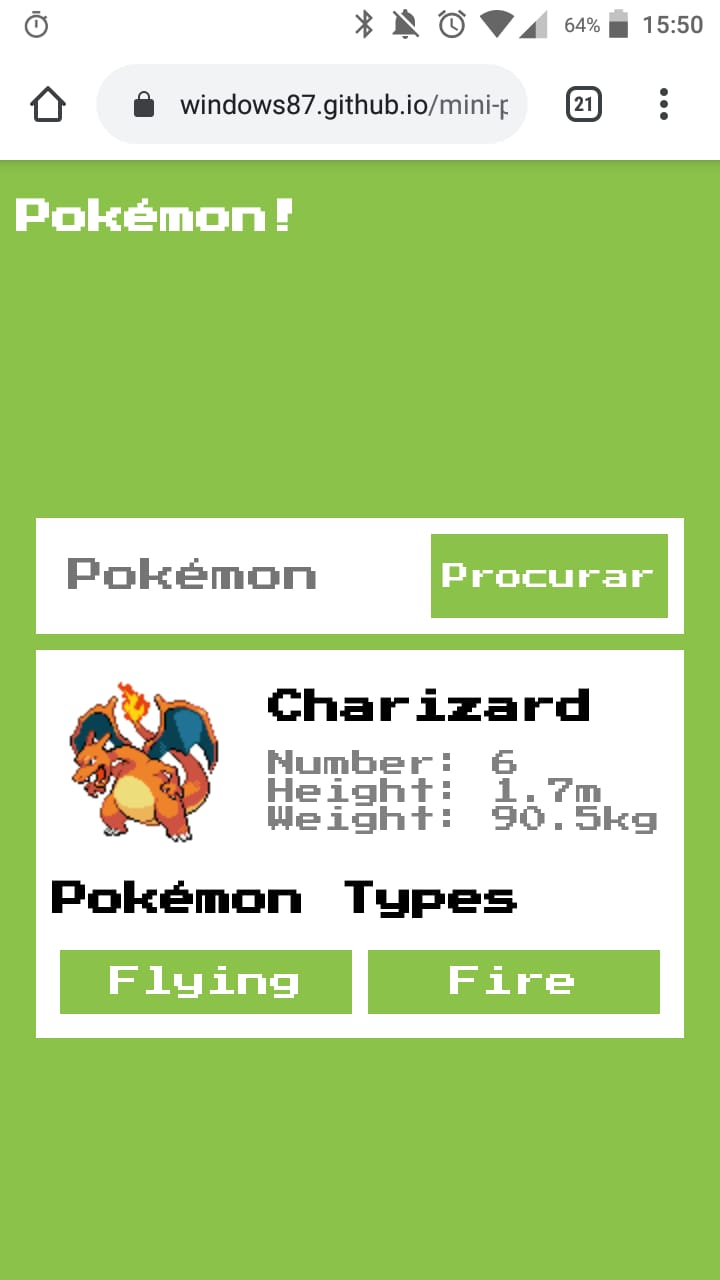 64% 15:50
windows87.github.io/mini-p
21
Pokémon!
Pokémon
Procurar
Charizard
Number: 6
Height: 1.7m
Weight: 90.5kg
Pokémon Types
Flying Fire